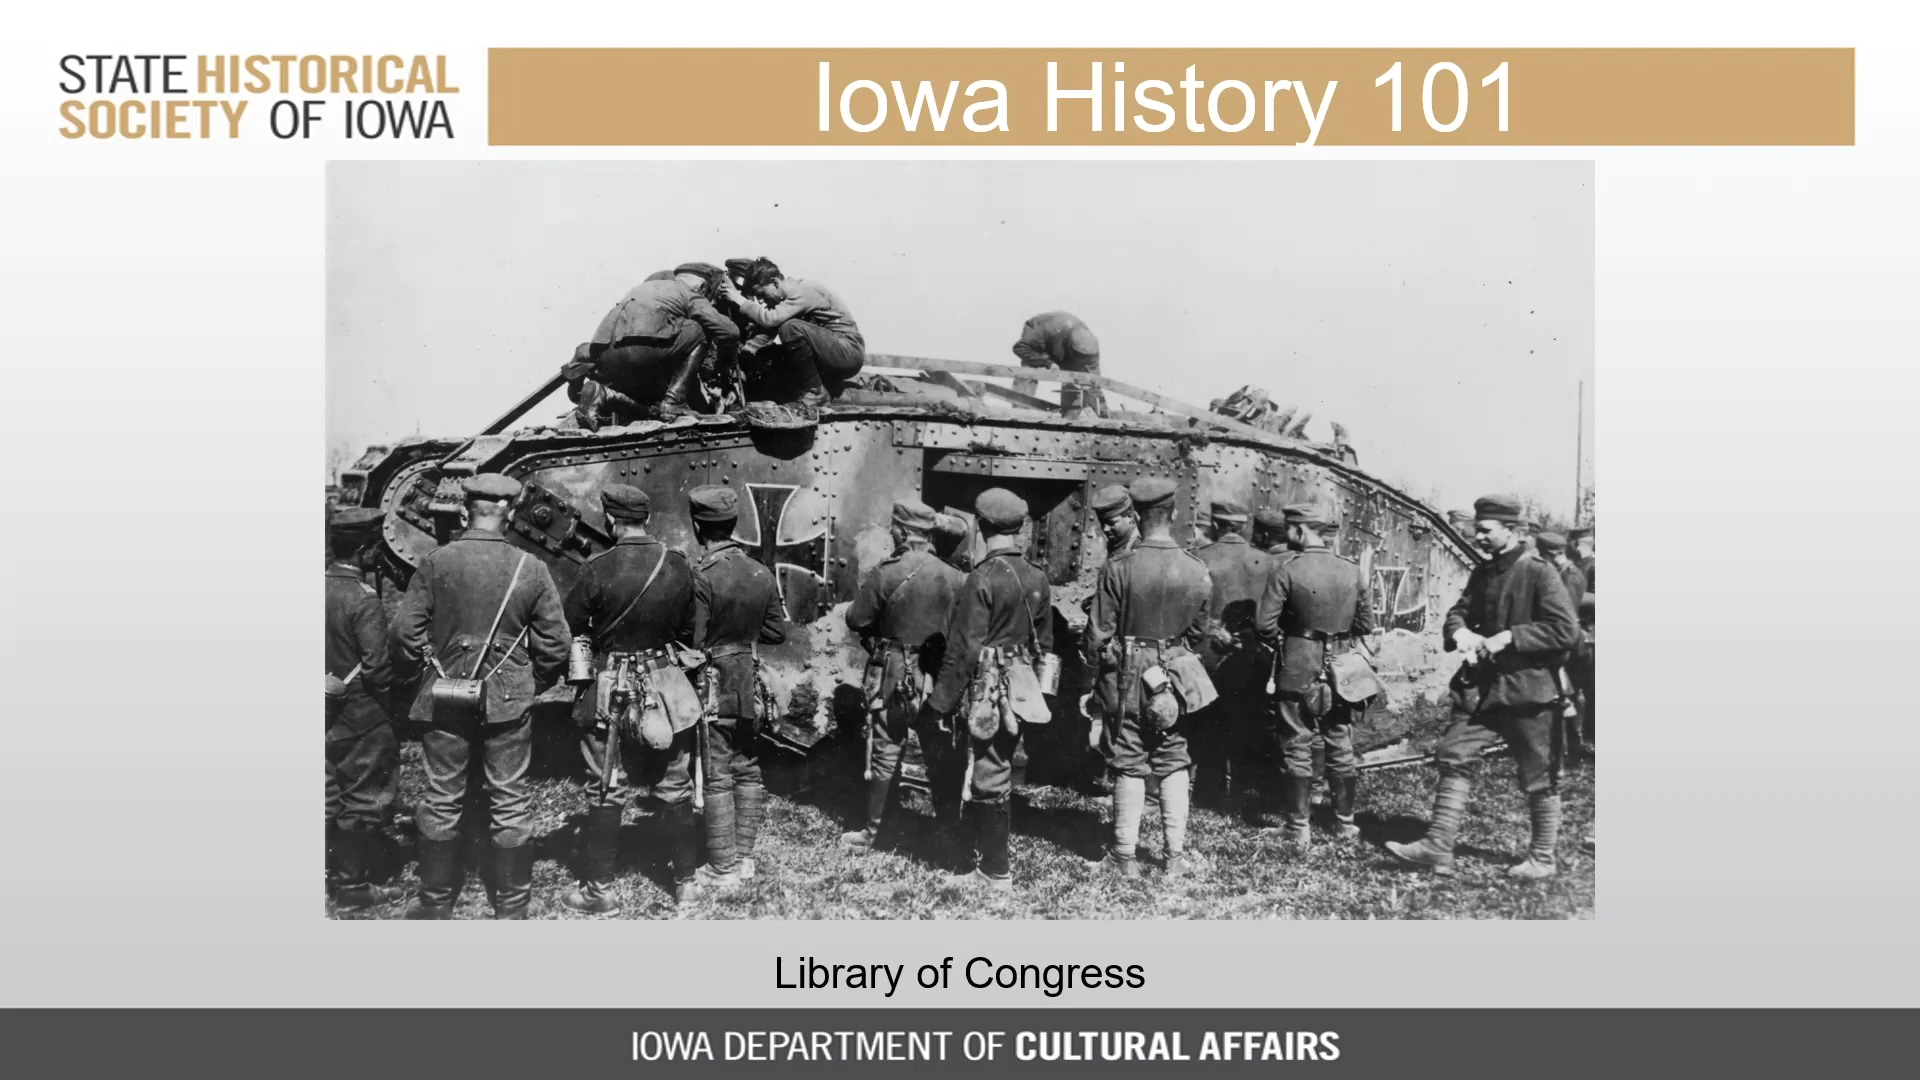 STATE HISTORICAL
SOCIETY OF IOWA
Iowa History 101
Library of Congress
IOWA DEPARTMENT OF CULTURAL AFFAIRS